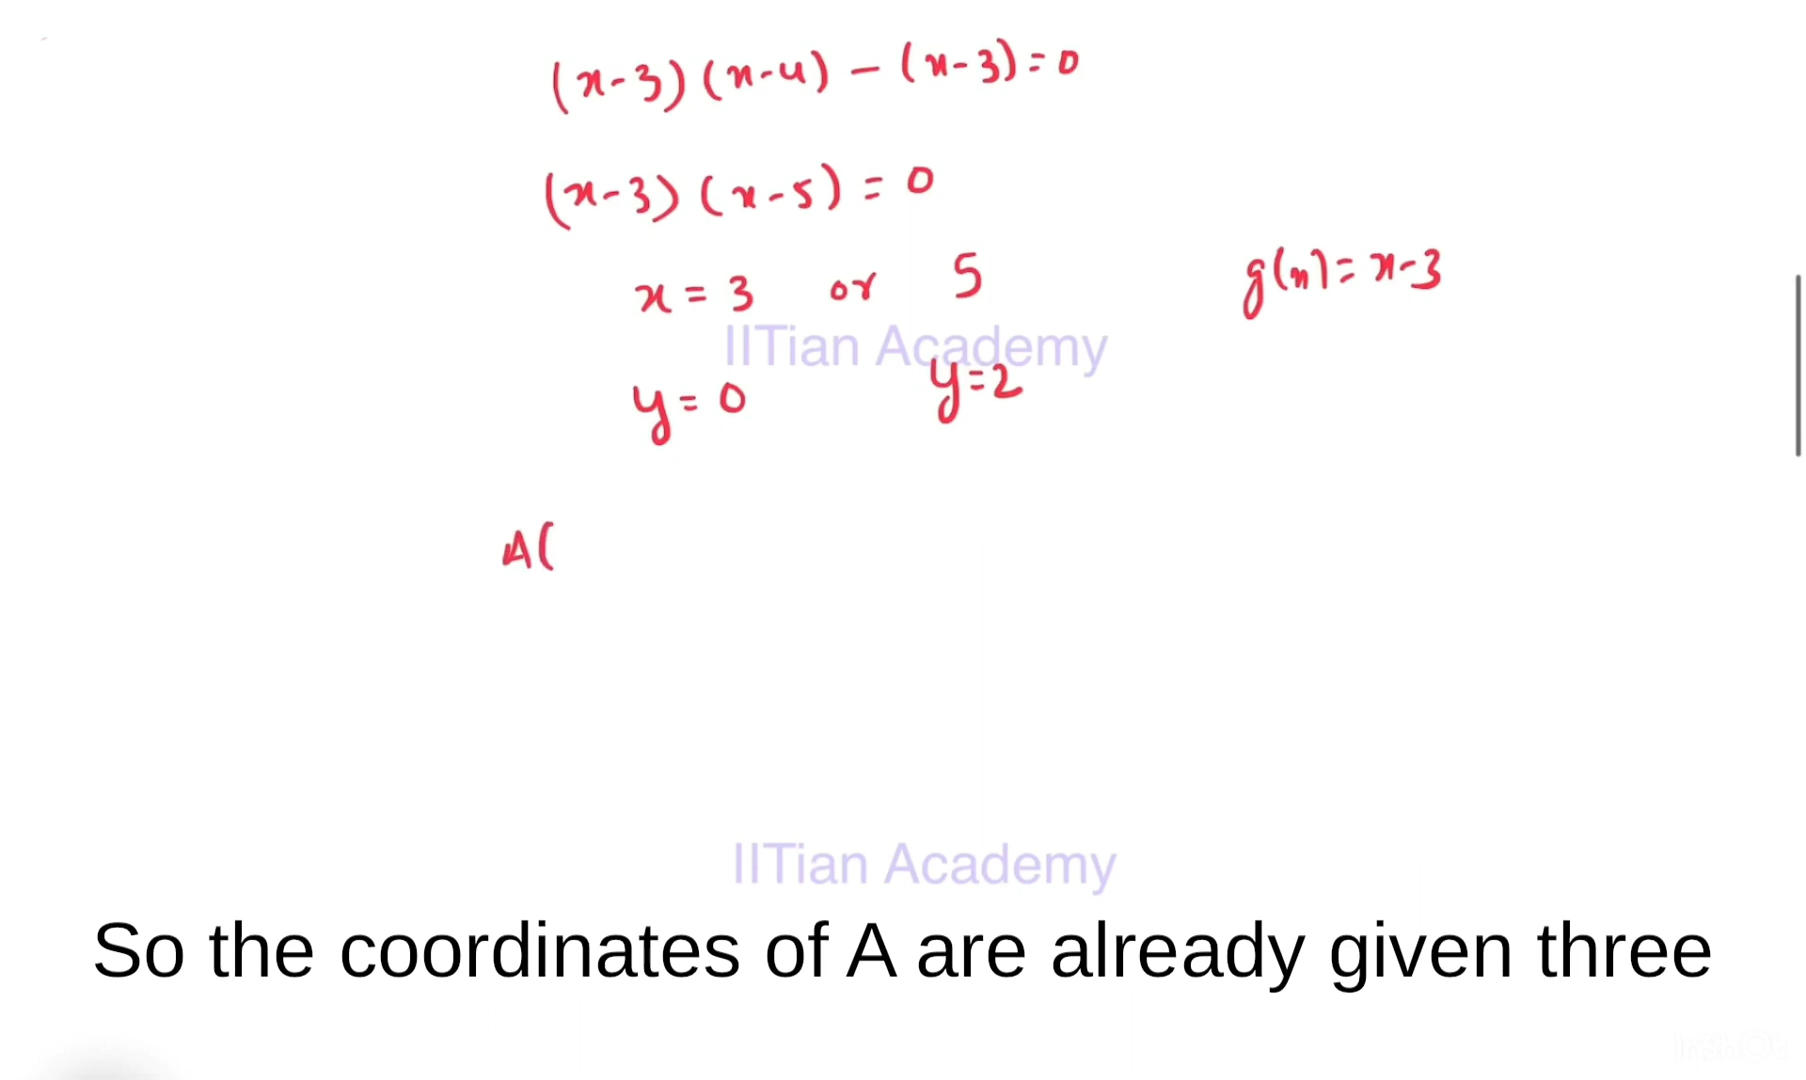 (x-3)(x-4) - (x-3) = 0
(x-3)(x-5) = 0
x = 3 or 5
g(x) = x-3
IITian Academy
y = 0 y = 2
A(
IITian Academy
So the coordinates of A are already given three